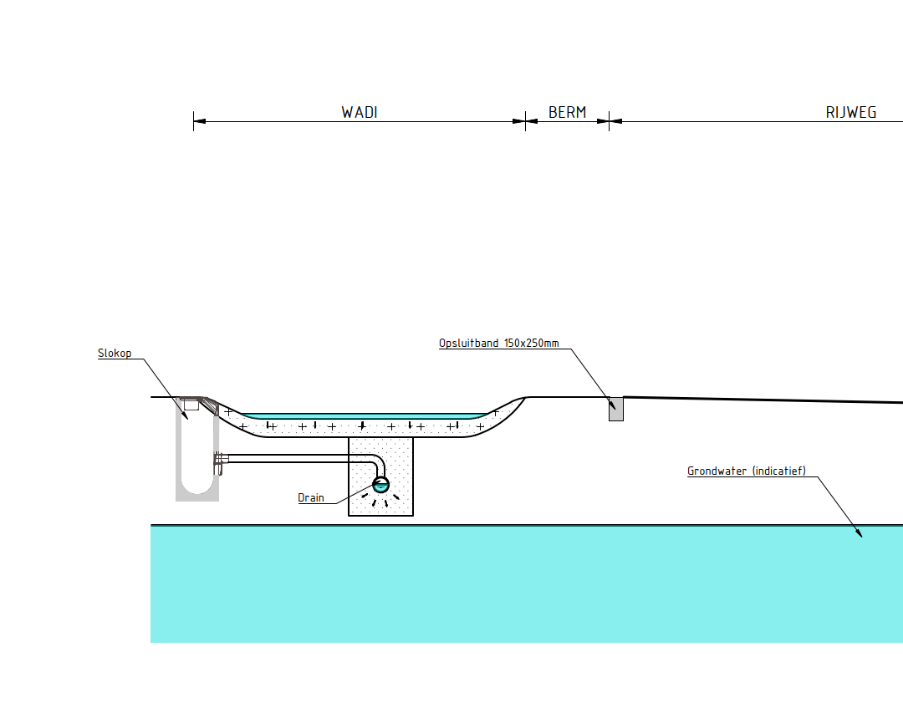 WADI
BERM
RIJWEG
Opsluitband 150x250mm
Slokop
Grondwater (indicatief)
Drain